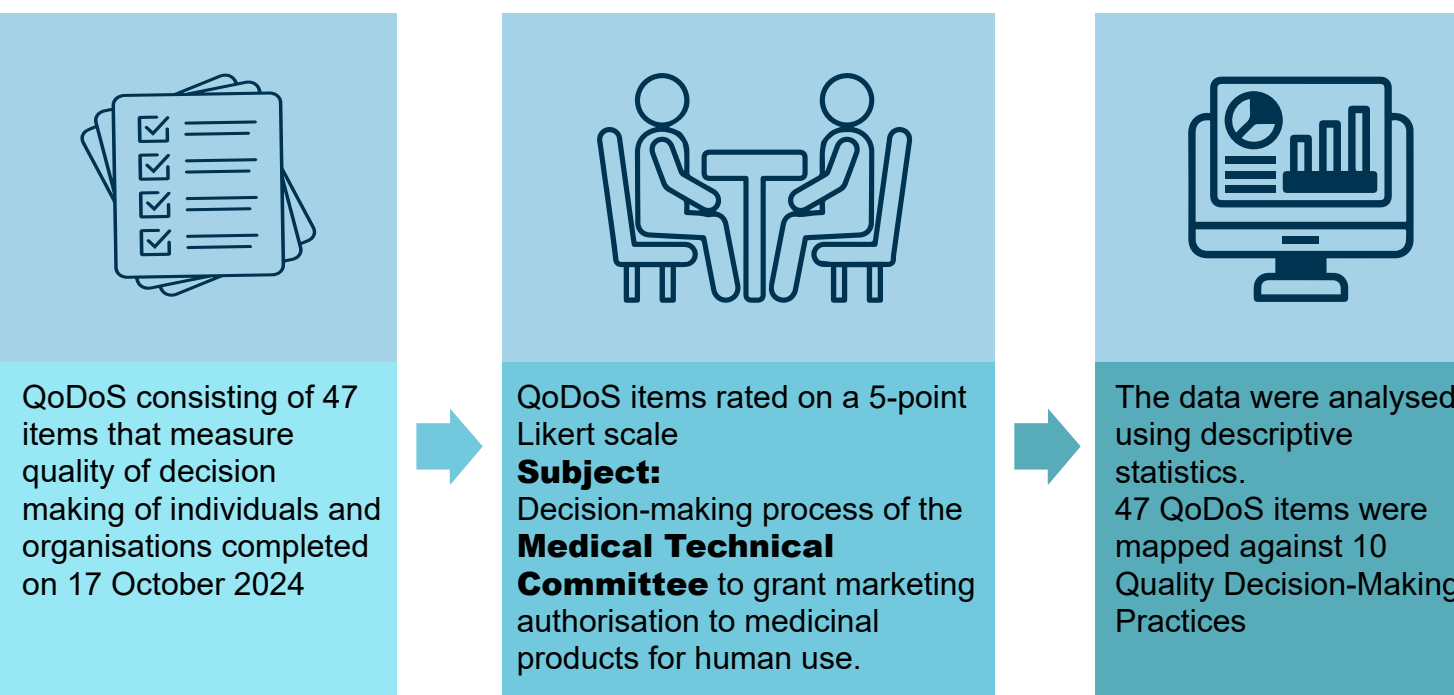 QoDoS consisting of 47
items that measure
quality of decision
making of individuals and
organisations completed
on 17 October 2024
QoDoS items rated on a 5-point
Likert scale
Subject:
Decision-making process of the
Medical Technical
Committee to grant marketing
authorisation to medicinal
products for human use.
The data were analysed
using descriptive
statistics.
47 QoDoS items were
mapped against 10
Quality Decision-Making
Practices